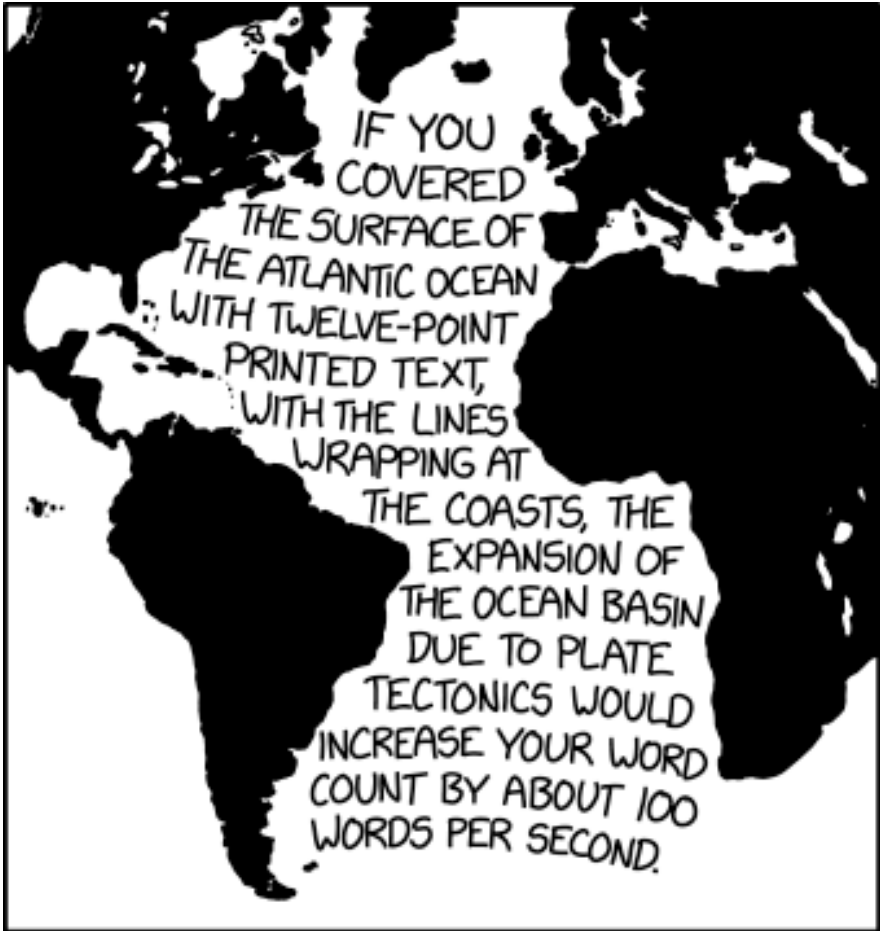 IF YOU
COVERED
THE SURFACE OF
THE ATLANTIC OCEAN
WITH TWELVE-POINT
PRINTED TEXT,
WITH THE LINES
WRAPPING AT
THE COASTS, THE
EXPANSION OF
THE OCEAN BASIN
DUE TO PLATE
TECTONICS WOULD
INCREASE YOUR WORD
COUNT BY ABOUT 100
WORDS PER SECOND.